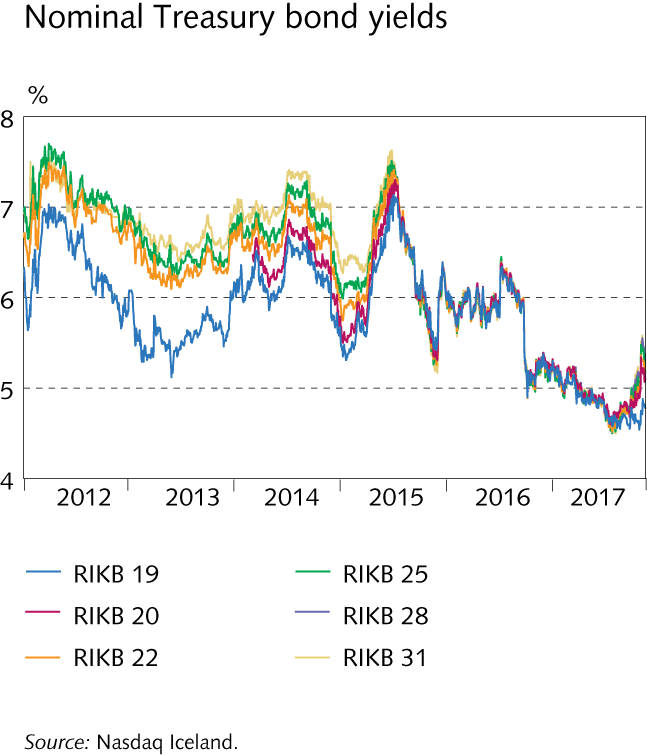 Nominal Treasury bond yields
%
8
7
6
5
4
2012 2013 2014 2015 2016 2017
RIKB 19 RIKB 25
RIKB 20 RIKB 28
RIKB 22 RIKB 31
Source: Nasdaq Iceland.